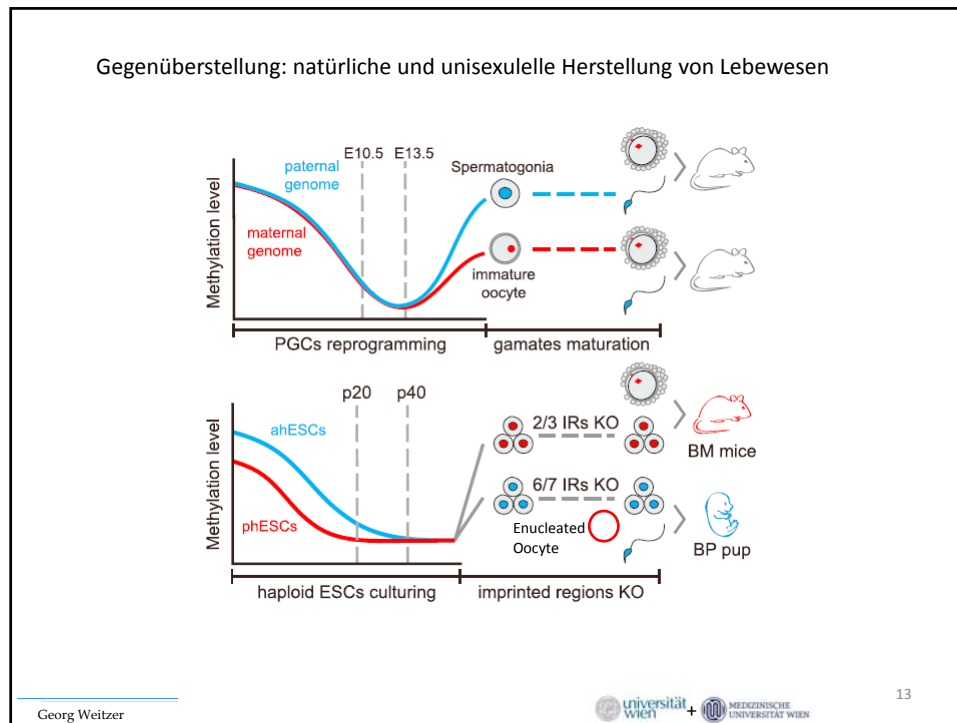 Gegenüberstellung: natürliche und unisexulelle Herstellung von Lebewesen
Methylation level
paternal
genome
maternal
genome
E10.5 E13.5
Spermatogonia
immature
oocyte
PGCs reprogramming
gamates maturation
Methylation level
p20
p40
ahESCs
phESCs
2/3 IRs KO
BM mice
6/7 IRs KO
Enucleated
Oocyte
BP pup
haploid ESCs culturing
imprinted regions KO
Georg Weitzer
universität
wien
+
MEDIZINISCHE
UNIVERSITÄT WIEN
13